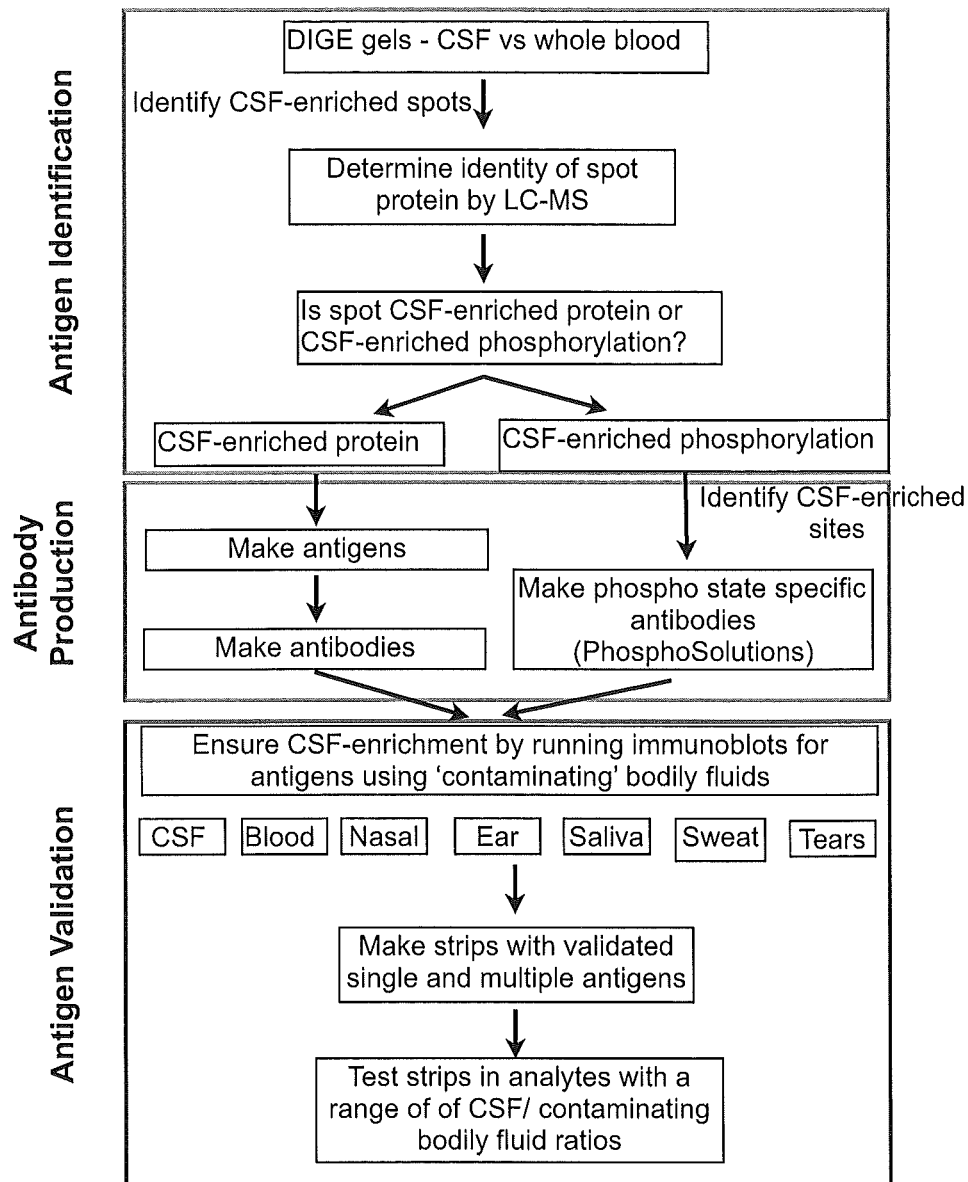 Antigen Identification
DIGE gels - CSF vs whole blood
Identify CSF-enriched spots
Determine identity of spot
protein by LC-MS
Is spot CSF-enriched protein or
CSF-enriched phosphorylation?
CSF-enriched protein
CSF-enriched phosphorylation
Antibody
Production
Identify CSF-enriched
sites
Make antigens
Make antibodies
Make phospho state specific
antibodies
(PhosphoSolutions)
Antigen Validation
Ensure CSF-enrichment by running immunoblots for
antigens using 'contaminating' bodily fluids
CSF
Blood
Nasal
Ear
Saliva
Sweat
Tears
Make strips with validated
single and multiple antigens
Test strips in analytes with a
range of of CSF/ contaminating
bodily fluid ratios